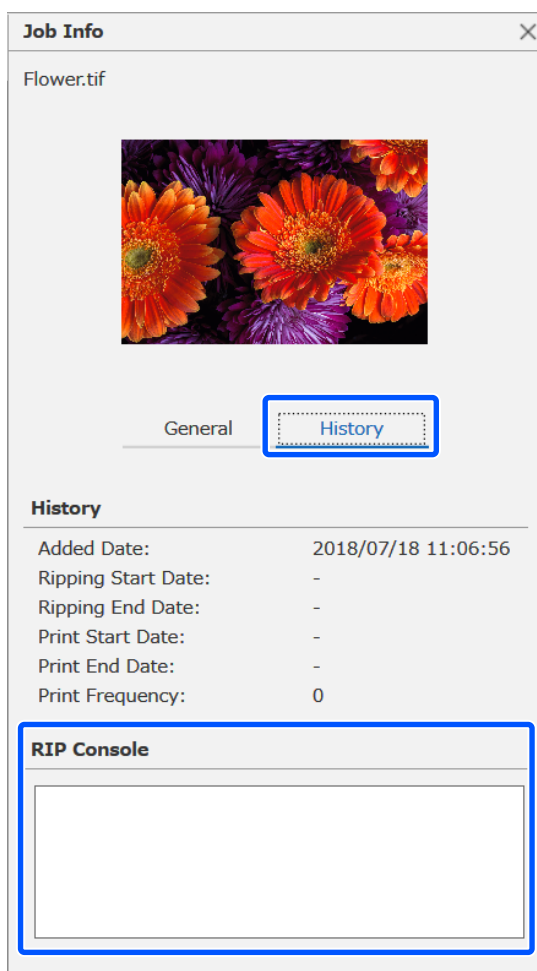 Job Info
Flower.tif
General History
History
Added Date: 2018/07/18 11:06:56
Ripping Start Date: -
Ripping End Date: -
Print Start Date: -
Print End Date: -
Print Frequency: 0
RIP Console